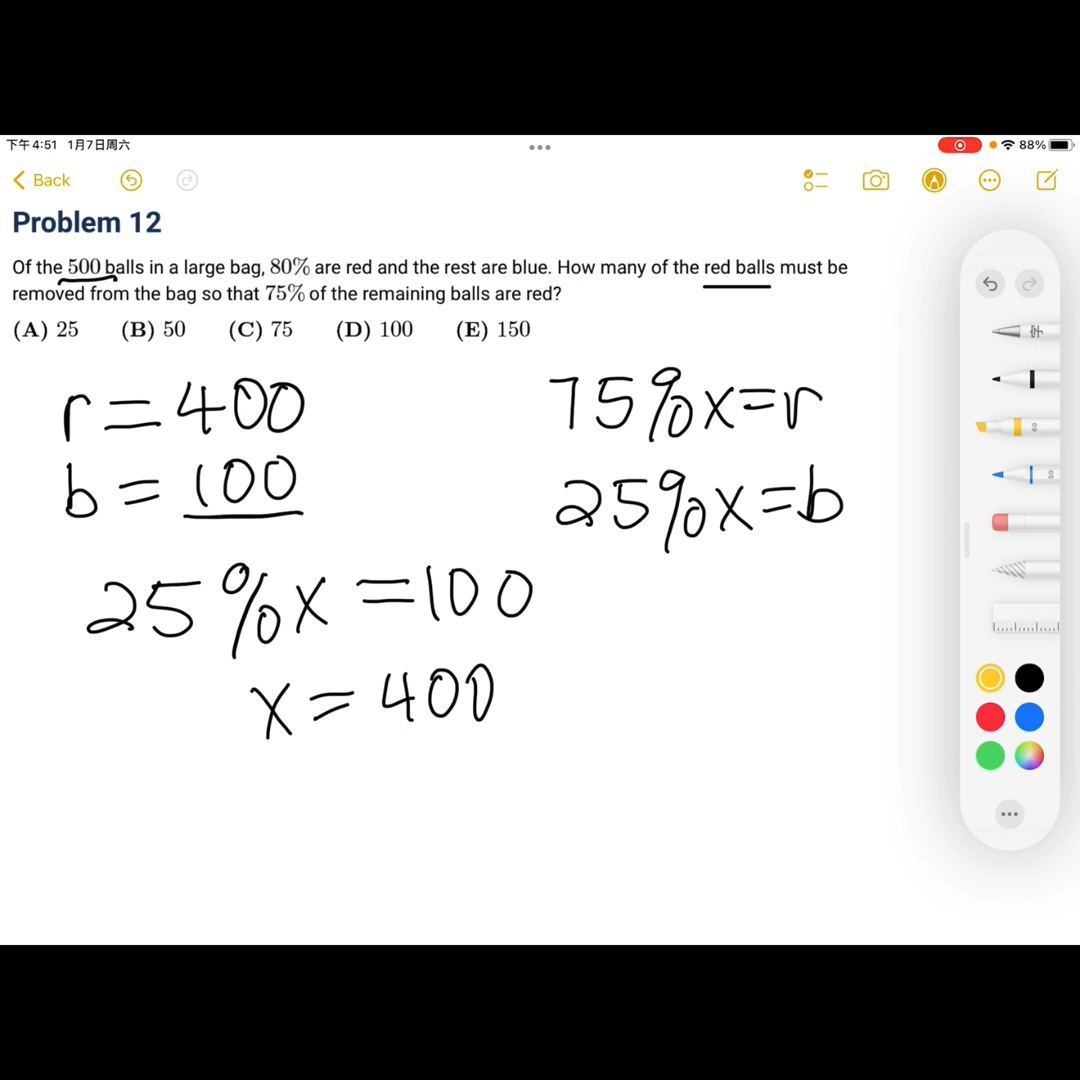 下午4:51 1月7日周六
88%
Back
Problem 12
Of the 500 balls in a large bag, 80% are red and the rest are blue. How many of the red balls must be
removed from the bag so that 75% of the remaining balls are red?
(A) 25 (B) 50 (C) 75 (D) 100 (E) 150
r=400
b=100
25%x=100
x=400
75%x=r
25%x=b